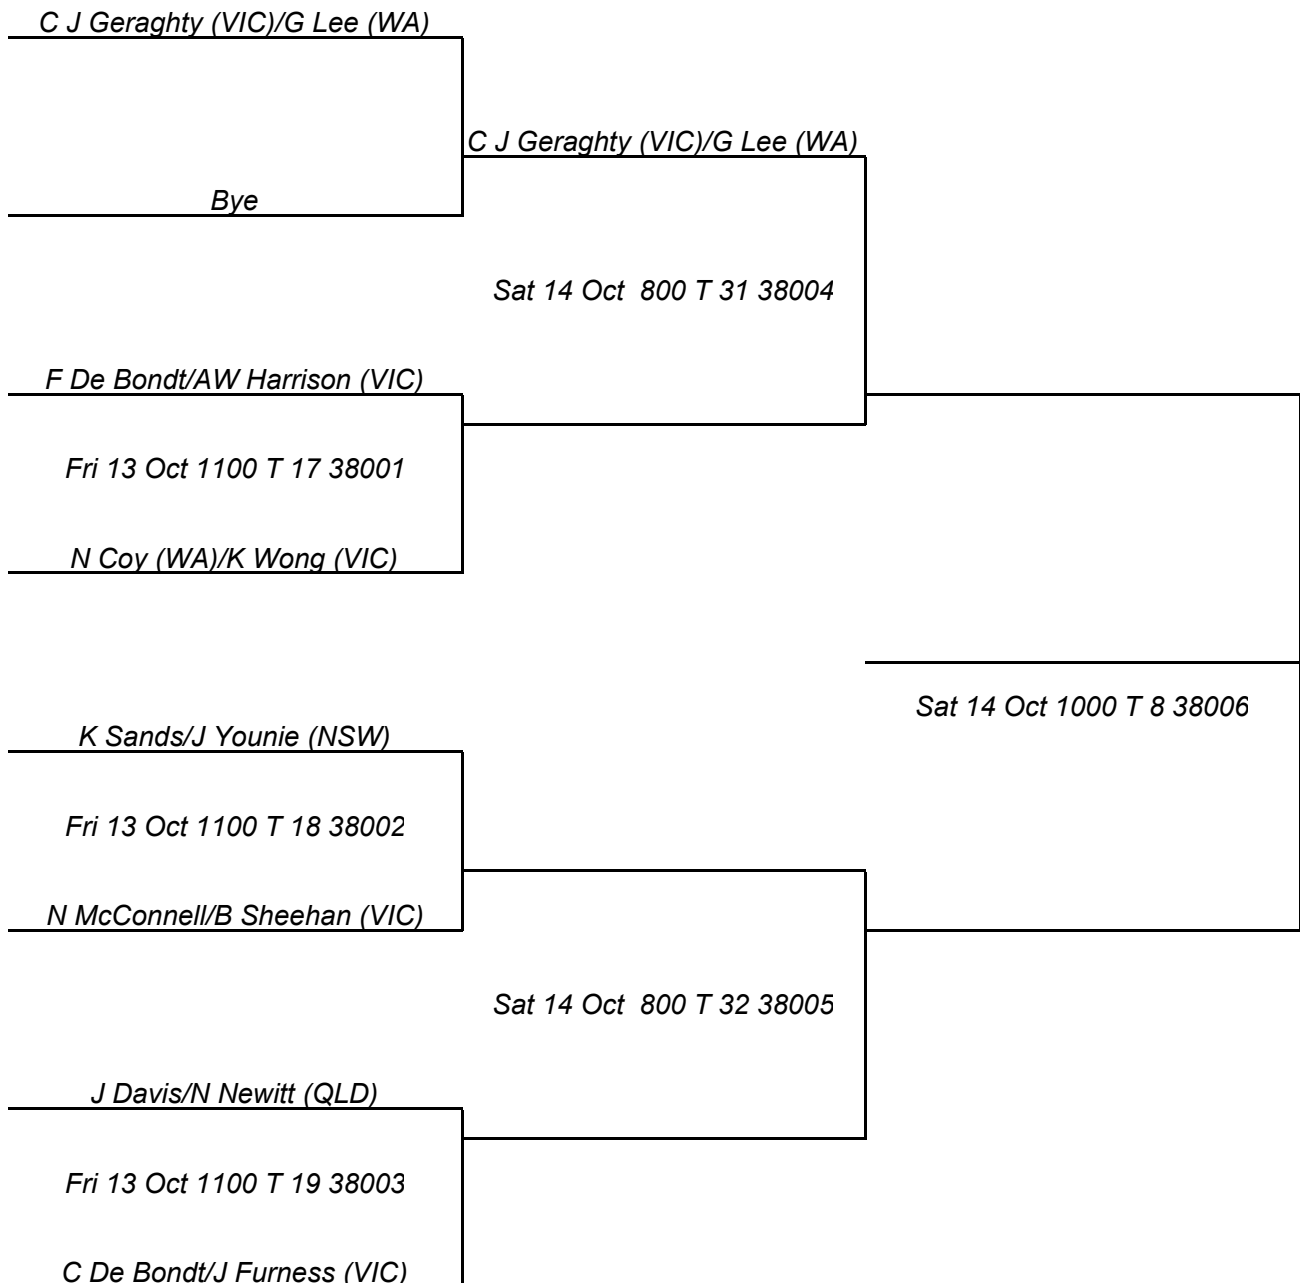 C J Geraghty (VIC)/G Lee (WA)
C J Geraghty (VIC)/G Lee (WA)
Bye
Sat 14 Oct  800 T 31 38004
F De Bondt/AW Harrison (VIC)
Fri 13 Oct 1100 T 17 38001
N Coy (WA)/K Wong (VIC)
Sat 14 Oct 1000 T 8 38006
K Sands/J Younie (NSW)
Fri 13 Oct 1100 T 18 38002
N McConnell/B Sheehan (VIC)
Sat 14 Oct  800 T 32 38005
J Davis/N Newitt (QLD)
Fri 13 Oct 1100 T 19 38003
C De Bondt/J Furness (VIC)